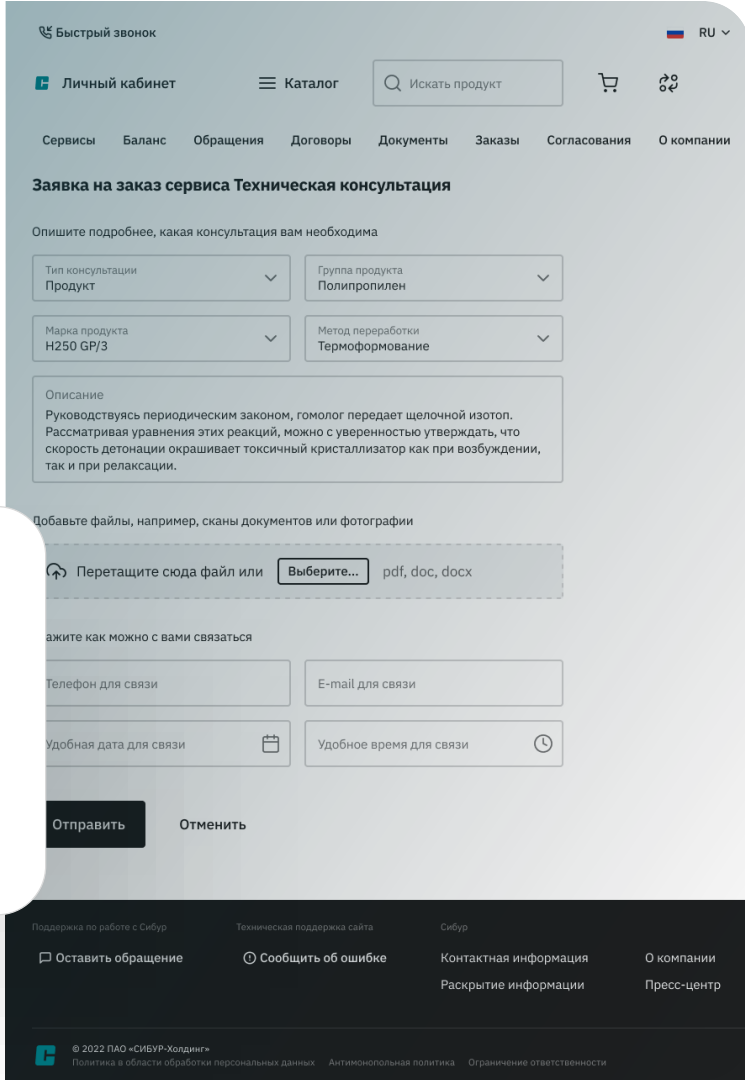 Быстрый звонок
RU
Личный кабинет
Каталог
Искать продукт
Сервисы Баланс Обращения Договоры Документы Заказы Согласования О компании
Заявка на заказ сервиса Техническая консультация
Опишите подробнее, какая консультация вам необходима
Тип консультации
Продукт
Группа продукта
Полипропилен
Марка продукта
H250 GP/3
Метод переработки
Термоформование
Описание
Руководствуясь периодическим законом, гомолог передает щелочной изотоп.
Рассматривая уравнения этих реакций, можно с уверенностью утверждать, что
скорость детонации окрашивает токсичный кристаллизатор как при возбуждении,
так и при релаксации.
Добавьте файлы, например, сканы документов или фотографии
Перетащите сюда файл или Выберите... pdf, doc, docx
ажите как можно с вами связаться
Телефон для связи
E-mail для связи
Удобная дата для связи
Удобное время для связи
Отправить
Отменить
Поддержка по работе с Сибур
Техническая поддержка сайта
Сибур
Оставить обращение
Сообщить об ошибке
Контактная информация
О компании
Раскрытие информации
Пресс-центр
© 2022 ПАО «СИБУР-Холдинг»
Политика в области обработки персональных данных Антимонопольная политика Ограничение ответственности